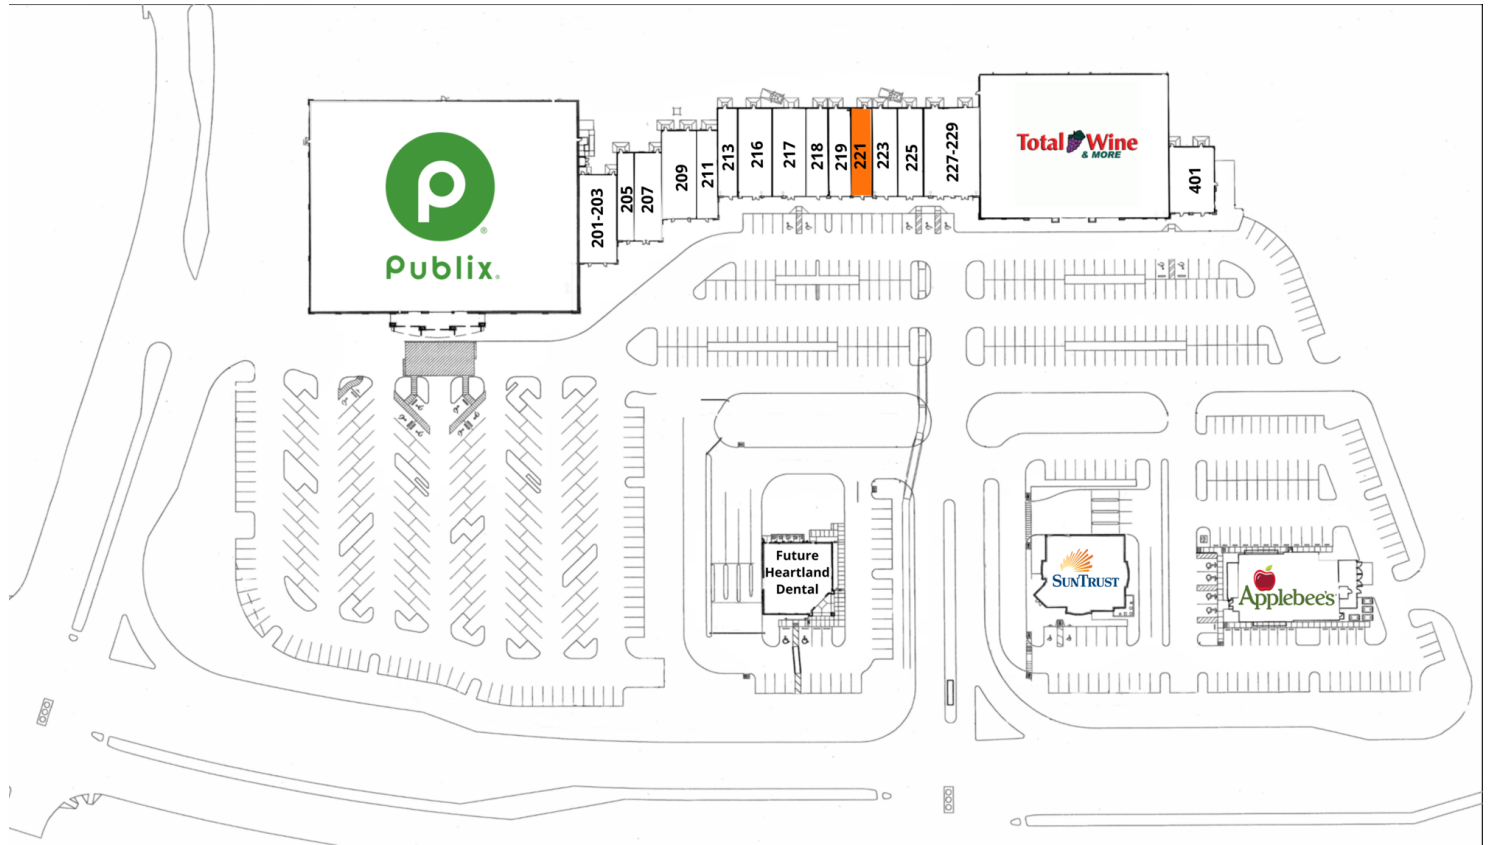 Publix
201-203
205
207
209
211
213
216
217
218
219
221
223
225
227-229
Total Wine
& MORE
401
Future
Heartland
Dental
SUNTRUST
Applebee's